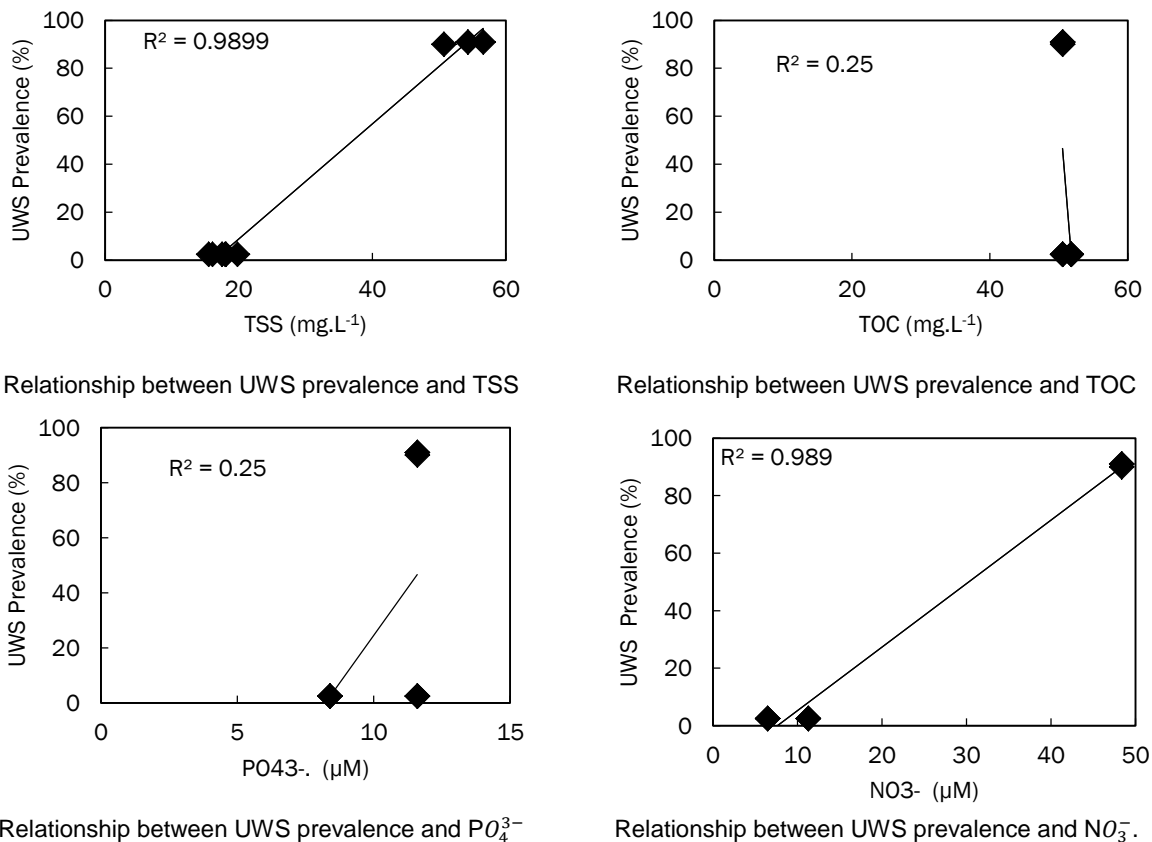 100
80
60
40
20
0
UWS Prevalence (%)
R² = 0.9899
0 20 40 60
TSS (mg.L⁻¹)
Relationship between UWS prevalence and TSS
100
80
60
40
20
0
UWS Prevalence (%)
R² = 0.25
0 20 40 60
TOC (mg.L⁻¹)
Relationship between UWS prevalence and TOC
100
80
60
40
20
0
UWS Prevalence (%)
R² = 0.25
0 5 10 15
PO43-. (µM)
Relationship between UWS prevalence and PO₄³⁻
100
80
60
40
20
0
UWS Prevalence (%)
R² = 0.989
0 10 20 30 40 50
NO3- (µM)
Relationship between UWS prevalence and NO₃⁻.